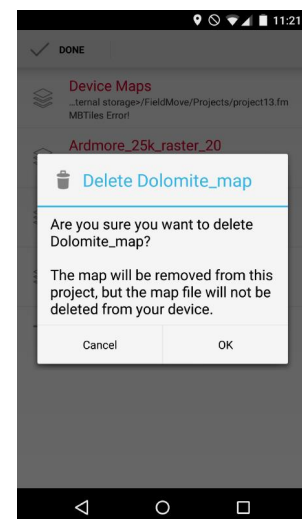 11:21
DONE
Device Maps
...ternal storage>/FieldMove/Projects/project13.fm
MBTiles Error!
Ardmore_25k_raster_20
Delete Dolomite_map
Are you sure you want to delete
Dolomite_map?
The map will be removed from this
project, but the map file will not be
deleted from your device.
Cancel
OK